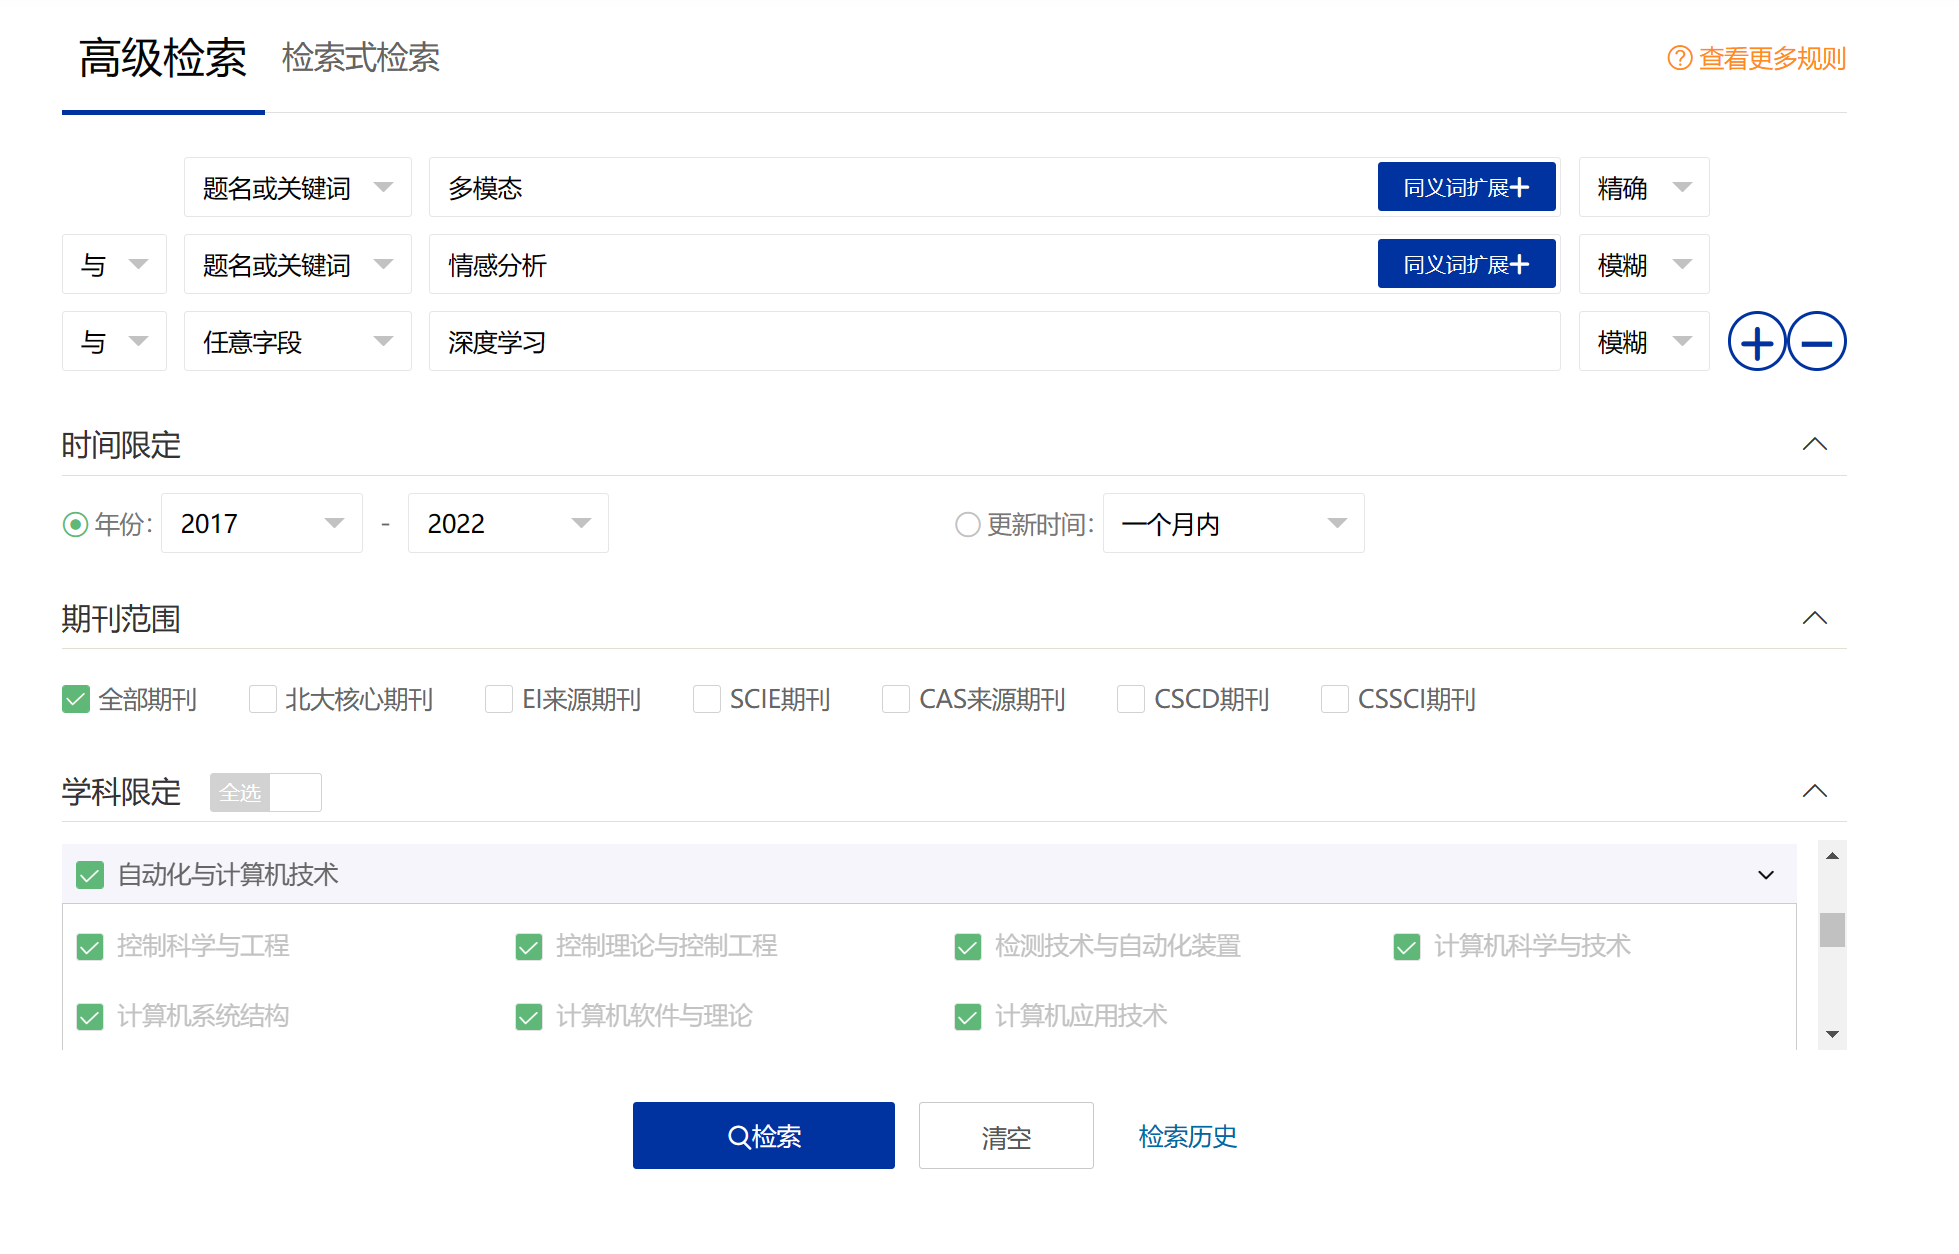 高级检索 检索式检索 查看更多规则
题名或关键词 多模态 同义词扩展+ 精确
与 题名或关键词 情感分析 同义词扩展+ 模糊
与 任意字段 深度学习 模糊
时间限定
年份: 2017 - 2022 更新时间: 一个月内
期刊范围
全部期刊 北大核心期刊 EI来源期刊 SCIE期刊 CAS来源期刊 CSCD期刊 CSSCI期刊
学科限定 全选
自动化与计算机技术
控制科学与工程 控制理论与控制工程 检测技术与自动化装置 计算机科学与技术
计算机系统结构 计算机软件与理论 计算机应用技术
检索 清空 检索历史